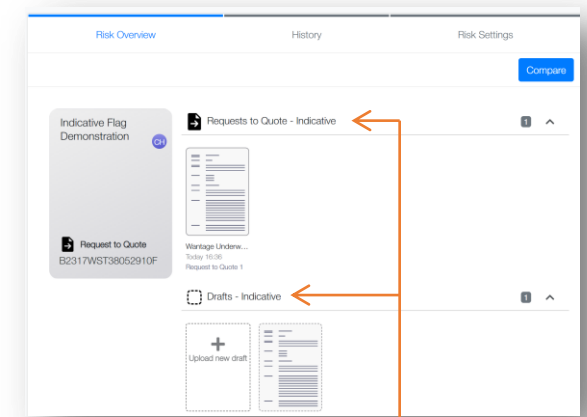 Risk Overview
History
Risk Settings
Compare
Indicative Flag
Demonstration
CH
Request to Quote
B2317WST38052910F
Requests to Quote - Indicative
1
Wantage Underw...
Today 16:36
Request to Quote 1
Drafts - Indicative
1
Upload new draft